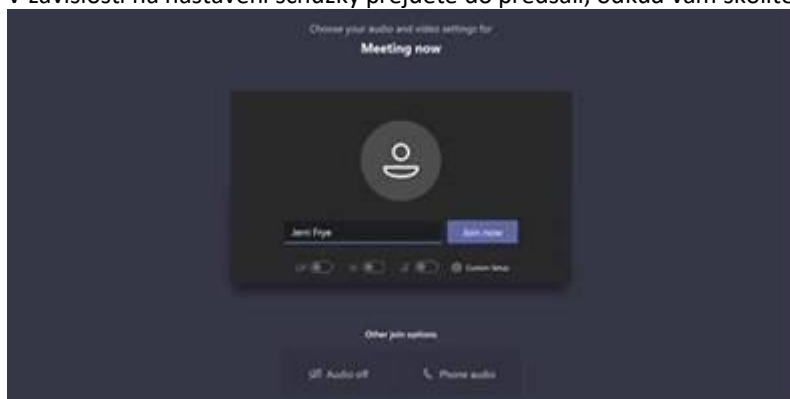 v závislosti na nastavení schůzky přejdete do předsálí, odkud vám školite
Choose your audio and video settings for
Meeting now
Jerri Frye
Join now
Custom Setup
Other join options
Audio off
Phone audio